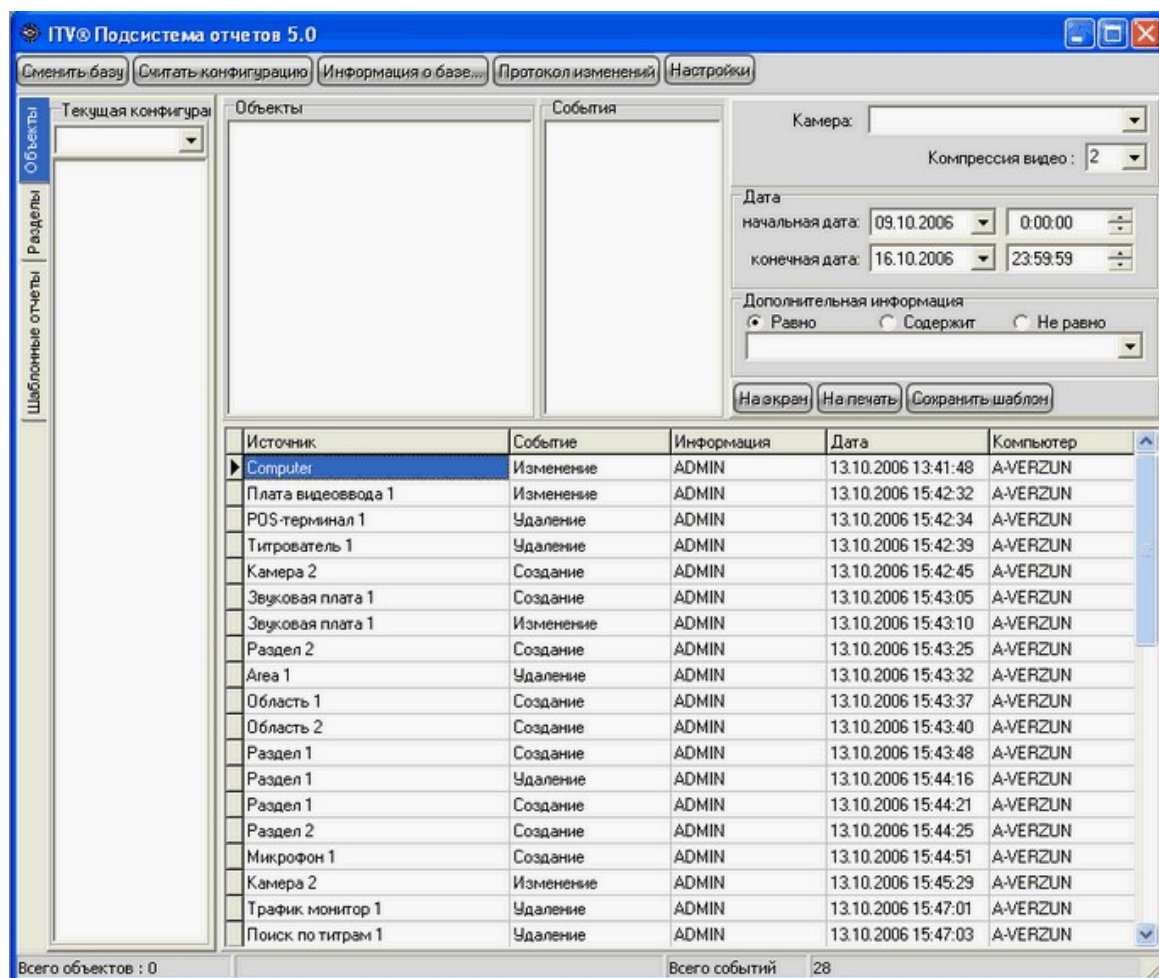 ITV® Подсистема отчетов 5.0
Сменить базу Считать конфигурацию Информация о базе... Протокол изменений Настройки
Объекты
Разделы
Шаблонные отчеты
Текущая конфигурац
Объекты
События
Камера:
Компрессия видео : 2
Дата
начальная дата: 09.10.2006 0:00:00
конечная дата: 16.10.2006 23:59:59
Дополнительная информация
Равно Содержит Не равно
На экран На печать Сохранить шаблон
Источник Событие Информация Дата Компьютер
Computer Изменение ADMIN 13.10.2006 13:41:48 A-VERZUN
Плата видеоввода 1 Изменение ADMIN 13.10.2006 15:42:32 A-VERZUN
POS-терминал 1 Удаление ADMIN 13.10.2006 15:42:34 A-VERZUN
Титрователь 1 Удаление ADMIN 13.10.2006 15:42:39 A-VERZUN
Камера 2 Создание ADMIN 13.10.2006 15:42:45 A-VERZUN
Звуковая плата 1 Создание ADMIN 13.10.2006 15:43:05 A-VERZUN
Звуковая плата 1 Изменение ADMIN 13.10.2006 15:43:10 A-VERZUN
Раздел 2 Создание ADMIN 13.10.2006 15:43:25 A-VERZUN
Area 1 Удаление ADMIN 13.10.2006 15:43:32 A-VERZUN
Область 1 Создание ADMIN 13.10.2006 15:43:37 A-VERZUN
Область 2 Создание ADMIN 13.10.2006 15:43:40 A-VERZUN
Раздел 1 Создание ADMIN 13.10.2006 15:43:48 A-VERZUN
Раздел 1 Удаление ADMIN 13.10.2006 15:44:16 A-VERZUN
Раздел 1 Создание ADMIN 13.10.2006 15:44:21 A-VERZUN
Раздел 2 Создание ADMIN 13.10.2006 15:44:25 A-VERZUN
Микрофон 1 Создание ADMIN 13.10.2006 15:44:51 A-VERZUN
Камера 2 Изменение ADMIN 13.10.2006 15:45:29 A-VERZUN
Трафик монитор 1 Удаление ADMIN 13.10.2006 15:47:01 A-VERZUN
Поиск по титрам 1 Удаление ADMIN 13.10.2006 15:47:03 A-VERZUN
Всего объектов : 0 Всего событий 28